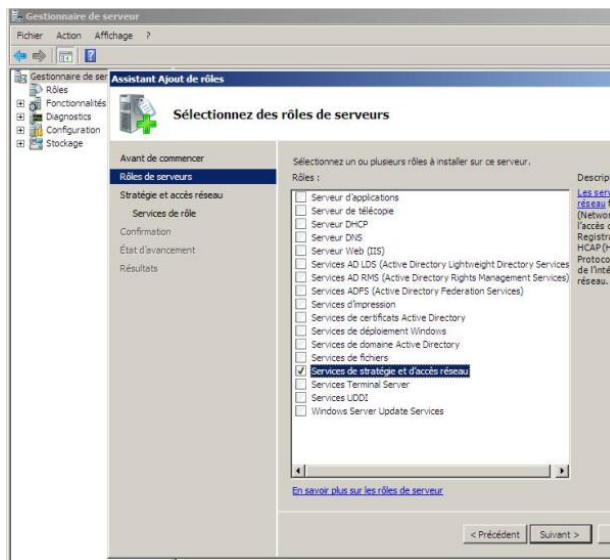 Gestionnaire de serveur
Fichier Action Affichage ?
Gestionnaire de ser
Rôles
Fonctionnalités
Diagnostics
Configuration
Stockage
Assistant Ajout de rôles
Sélectionnez des rôles de serveurs
Avant de commencer
Rôles de serveurs
Stratégie et accès réseau
Services de rôle
Confirmation
État d'avancement
Résultats
Sélectionnez un ou plusieurs rôles à installer sur ce serveur.
Rôles :
Serveur d'applications
Serveur de télécopie
Serveur DHCP
Serveur DNS
Serveur Web (IIS)
Services AD LDS (Active Directory Lightweight Directory Services
Services AD RMS (Active Directory Rights Management Services)
Services ADFS (Active Directory Federation Services)
Services d'impression
Services de certificats Active Directory
Services de déploiement Windows
Services de domaine Active Directory
Services de fichiers
Services de stratégie et d'accès réseau
Services Terminal Server
Services UDDI
Windows Server Update Services
En savoir plus sur les rôles de serveur
Descrip
Les serv
réseau f
(Networ
l'accès d
Registra
HCAP (H
Protoco
de l'inté
réseau.
< Précédent Suivant >